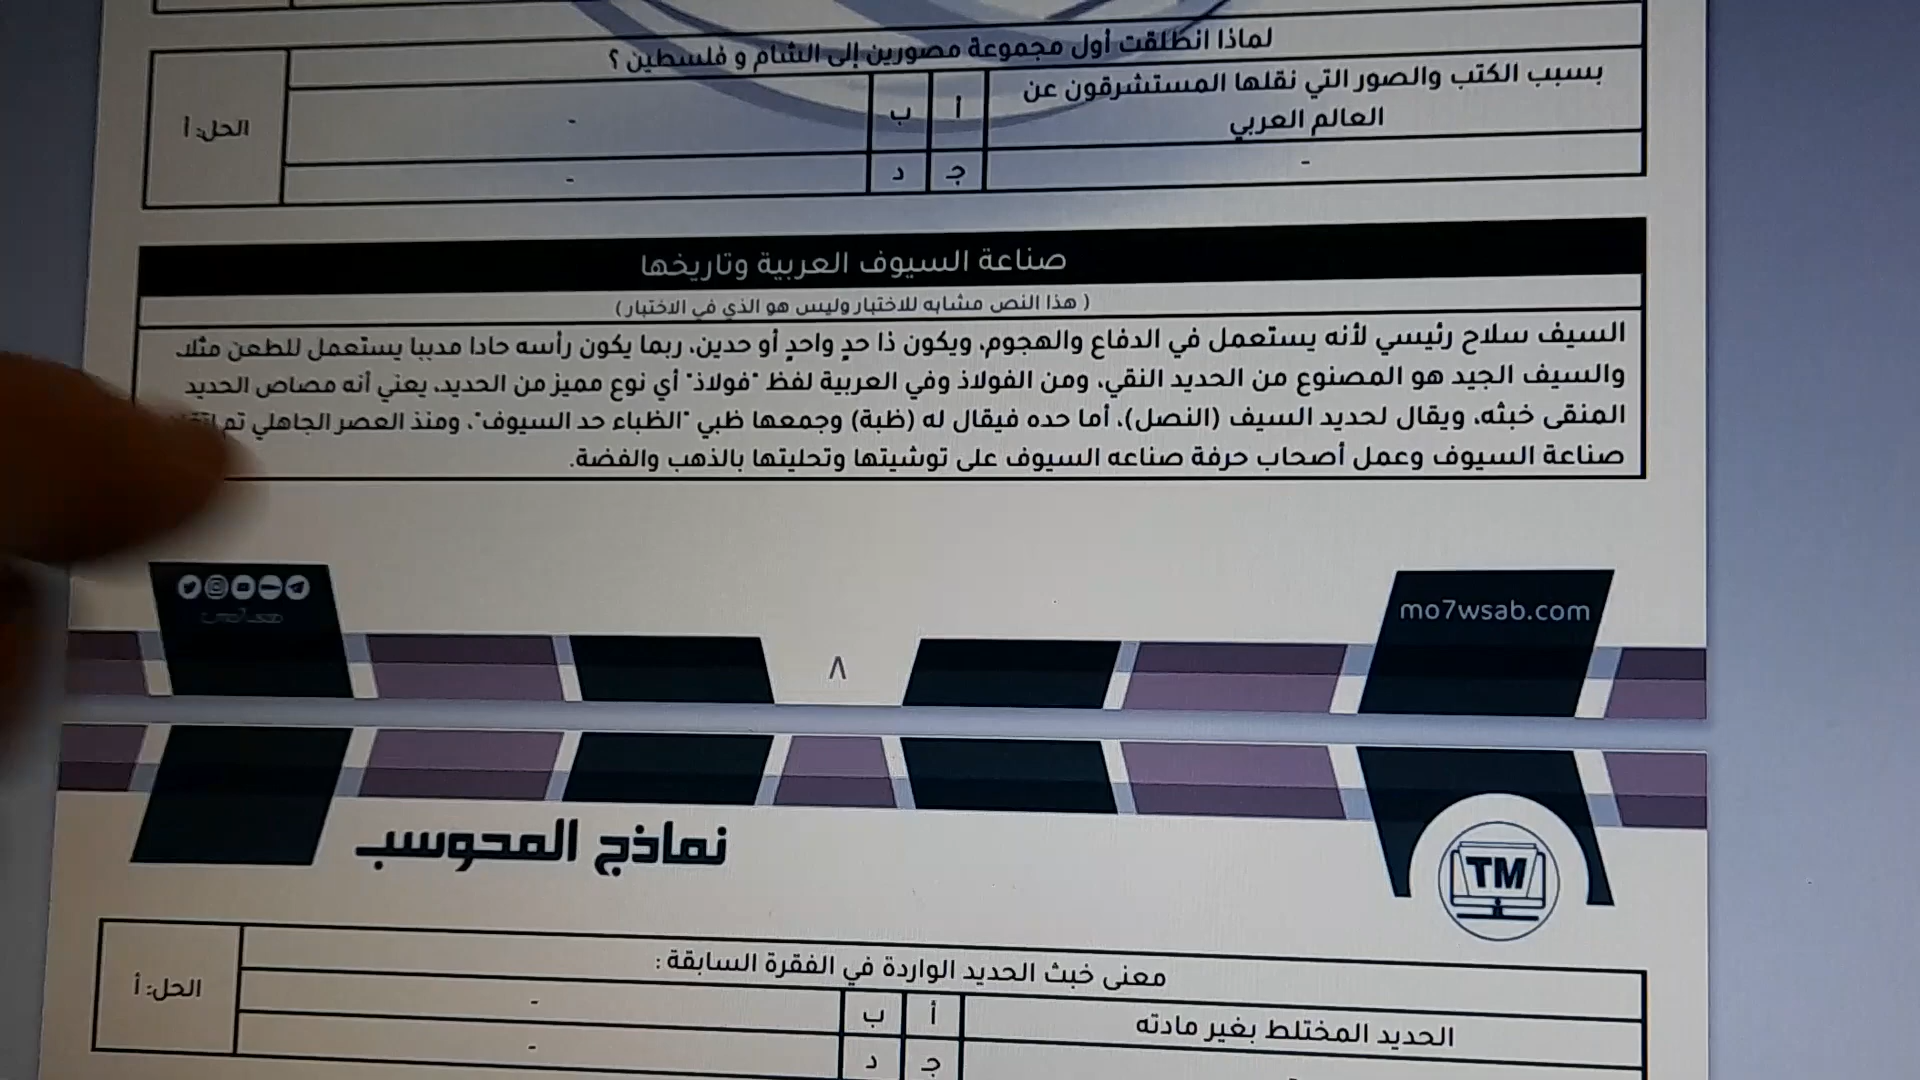 لماذا انطلقت أول مجموعة مصورين إلى الشام و فلسطين ؟
بسبب الكتب والصور التي نقلها المستشرقون عن
العالم العربي
أ
ب
-
الحل: أ
-
جـ
د
-
صناعة السيوف العربية وتاريخها
( هذا النص مشابه للاختبار وليس هو الذي في الاختبار )
السيف سلاح رئيسي لأنه يستعمل في الدفاع والهجوم، ويكون ذا حدٍ واحدٍ أو حدين، ربما يكون رأسه حادا مدببا يستعمل للطعن مثلا،
والسيف الجيد هو المصنوع من الحديد النقي، ومن الفولاذ وفي العربية لفظ "فولاذ" أي نوع مميز من الحديد، يعني أنه مصاص الحديد
المنقى خبثه، ويقال لحديد السيف (النصل)، أما حده فيقال له (ظبة) وجمعها ظبي "الظباء حد السيوف"، ومنذ العصر الجاهلي تم
صناعة السيوف وعمل أصحاب حرفة صناعه السيوف على توشيتها وتحليتها بالذهب والفضة.
mo7wsab.com
٨
نماذج المحوسب
TM
معنى خبث الحديد الواردة في الفقرة السابقة :
الحديد المختلط بغير مادته
أ
ب
-
الحل: أ
جـ
د
-